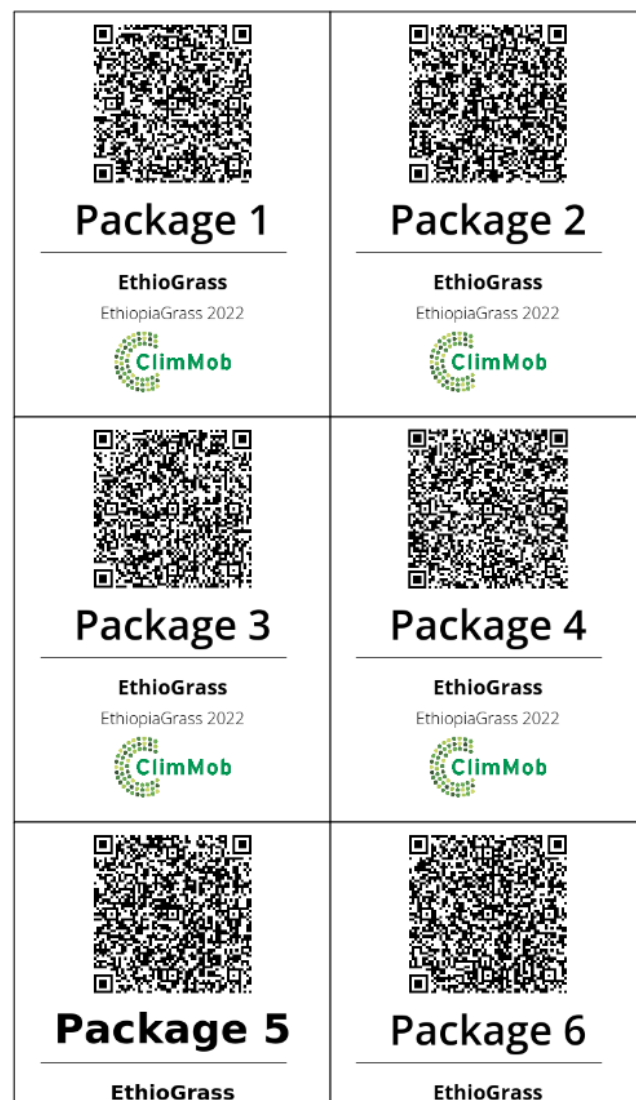 Package 1
EthioGrass
EthiopiaGrass 2022
ClimMob
Package 2
EthioGrass
EthiopiaGrass 2022
ClimMob
Package 3
EthioGrass
EthiopiaGrass 2022
ClimMob
Package 4
EthioGrass
EthiopiaGrass 2022
ClimMob
Package 5
EthioGrass
Package 6
EthioGrass